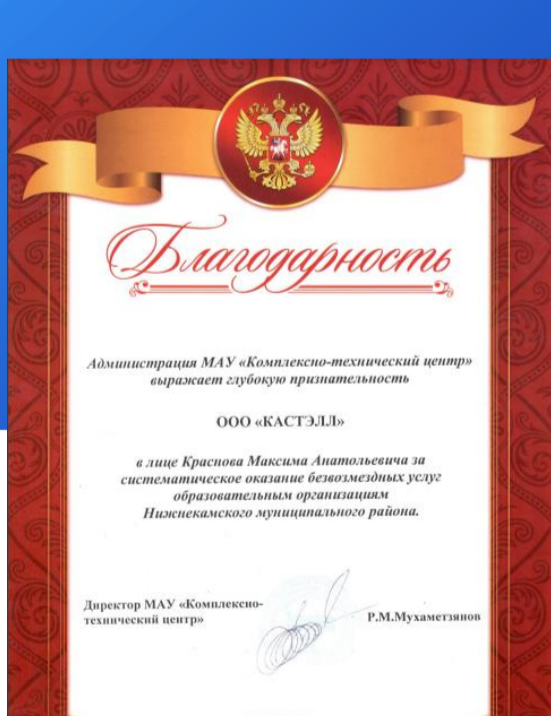 Благодарность
Администрация МАУ «Комплексно-технический центр»
выражает глубокую признательность
ООО «КАСТЭЛЛ»
в лице Краснова Максима Анатольевича за
систематическое оказание безвозмездных услуг
образовательным организациям
Нижнекамского муниципального района.
Директор МАУ «Комплексно-
технический центр»
Р.М.Мухаметзянов